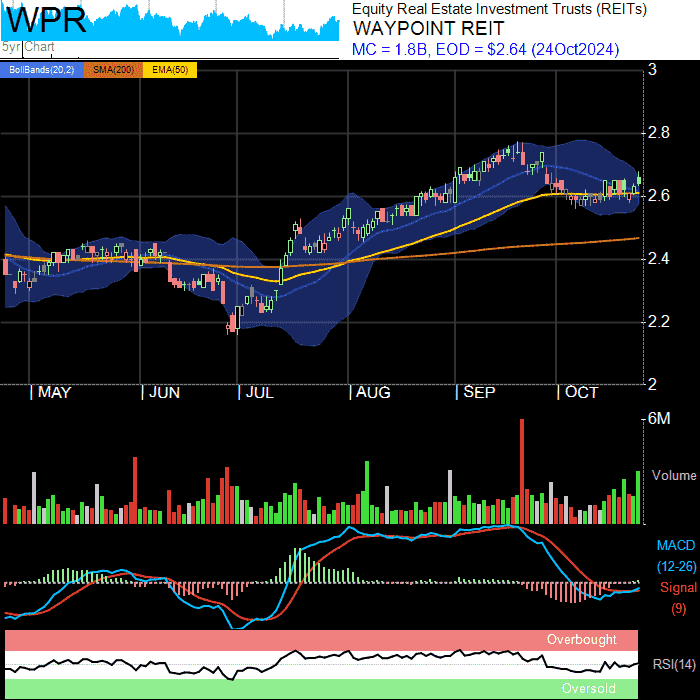 WPR
5yr Chart
Equity Real Estate Investment Trusts (REITs)
WAYPOINT REIT
MC = 1.8B, EOD = $2.64 (24Oct2024)
BollBands(20,2) SMA(200) EMA(50)
3
2.8
2.6
2.4
2.2
2
MAY JUN JUL AUG SEP OCT
6M
Volume
MACD
(12-26)
Signal
(9)
Overbought
RSI(14)
Oversold